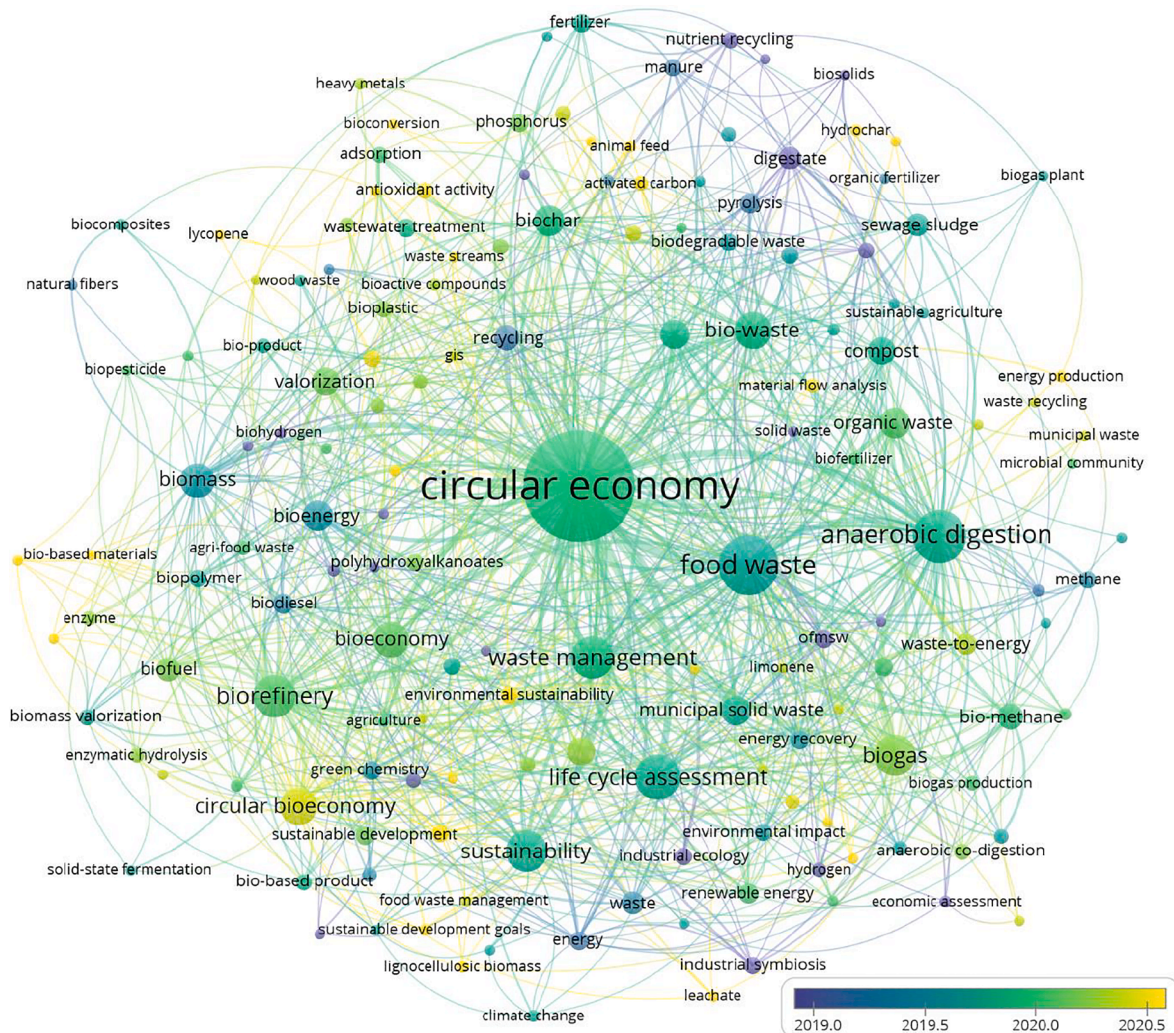 fertilizer
nutrient recycling
manure
biosolids
heavy metals
bioconversion
phosphorus
hydrochar
animal feed
adsorption
digestate
antioxidant activity
activated carbon
organic fertilizer
biogas plant
pyrolysis
biocomposites
lycopene
wastewater treatment
biochar
sewage sludge
biodegradable waste
waste streams
natural fibers
wood waste
bioactive compounds
bioplastic
sustainable agriculture
bio-product
recycling
bio-waste
gis
compost
biopesticide
valorization
material flow analysis
energy production
waste recycling
biohydrogen
solid waste
organic waste
municipal waste
biofertilizer
microbial community
biomass
circular economy
bioenergy
anaerobic digestion
agri-food waste
bio-based materials
polyhydroxyalkanoates
food waste
biopolymer
methane
biodiesel
enzyme
bioeconomy
ofmsw
waste-to-energy
waste management
limonene
biofuel
biorefinery
environmental sustainability
biomass valorization
agriculture
municipal solid waste
bio-methane
energy recovery
enzymatic hydrolysis
biogas
green chemistry
life cycle assessment
biogas production
circular bioeconomy
sustainable development
environmental impact
sustainability
industrial ecology
anaerobic co-digestion
solid-state fermentation
hydrogen
bio-based product
renewable energy
food waste management
waste
economic assessment
sustainable development goals
energy
lignocellulosic biomass
industrial symbiosis
leachate
climate change
2019.0 2019.5 2020.0 2020.5